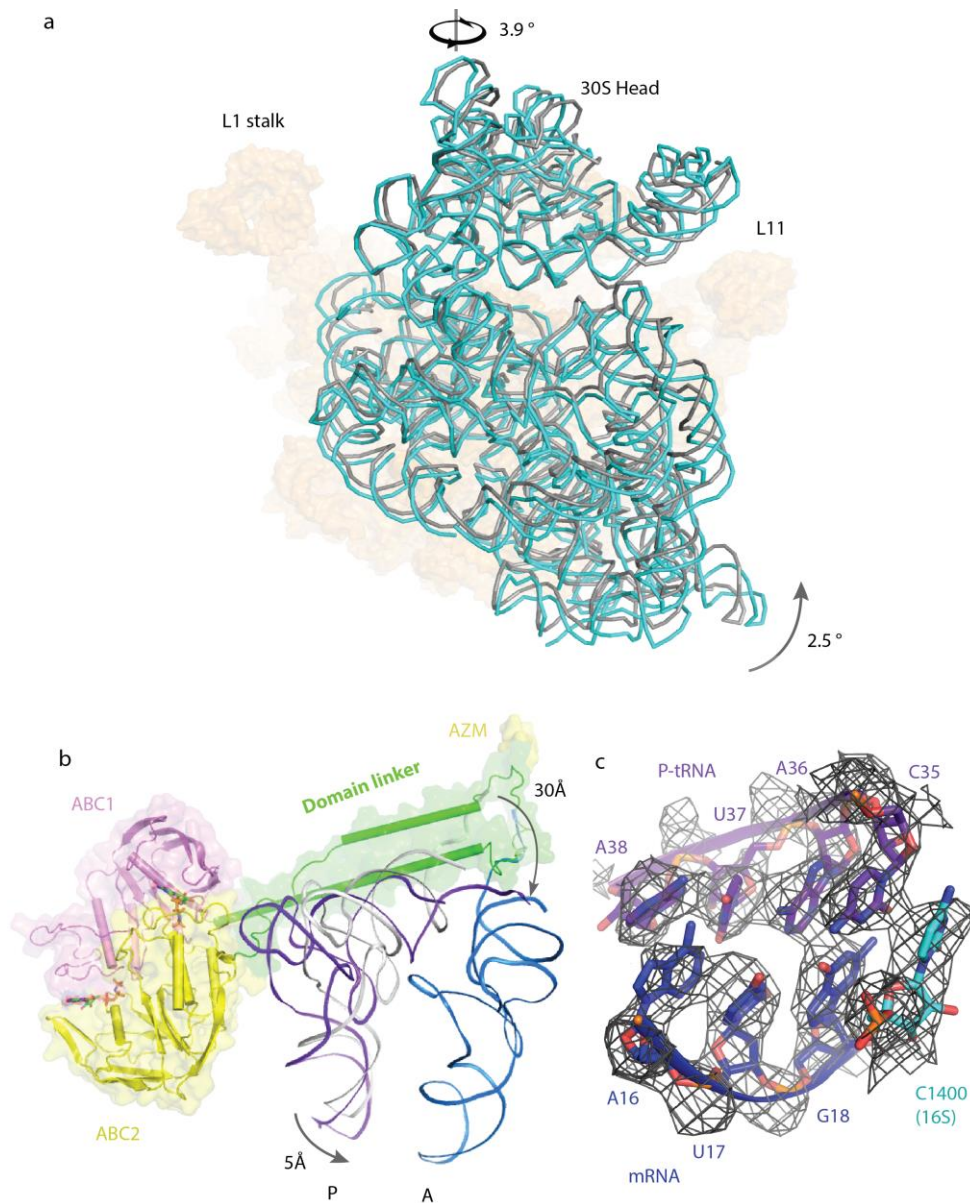 a
3.9 °
30S Head
L1 stalk
L11
2.5 °
b
AZM
Domain linker
30Å
ABC1
ABC2
5Å
P
A
c
P-tRNA
A36
C35
U37
A38
A16
U17
G18
mRNA
C1400
(16S)